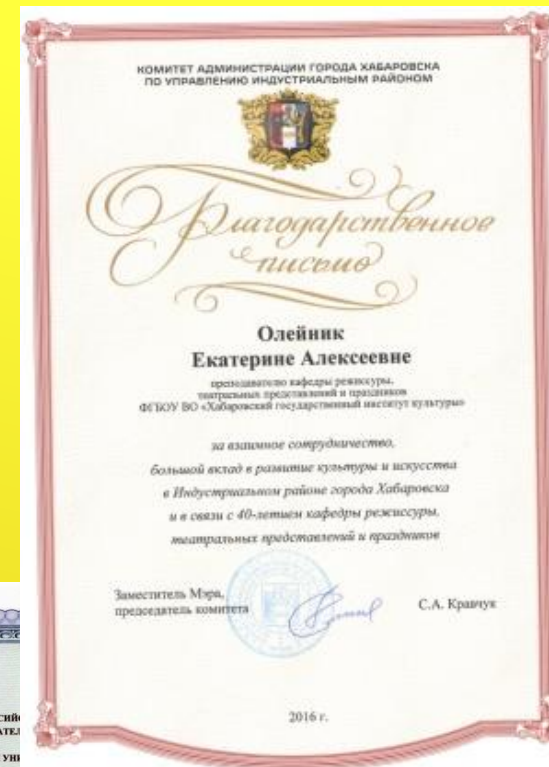 КОМИТЕТ АДМИНИСТРАЦИИ ГОРОДА ХАБАРОВСКА
ПО УПРАВЛЕНИЮ ИНДУСТРИАЛЬНЫМ РАЙОНОМ
Благодарственное
письмо
Олейник
Екатерине Алексеевне
преподавателю кафедры режиссуры,
театральных представлений и праздников
ФГБОУ ВО «Хабаровский государственный институт культуры»
за взаимное сотрудничество,
большой вклад в развитие культуры и искусства
в Индустриальном районе города Хабаровска
и в связи с 40-летием кафедры режиссуры,
театральных представлений и праздников
Заместитель Мэра,
председатель комитета
С.А. Кравчук
2016 г.